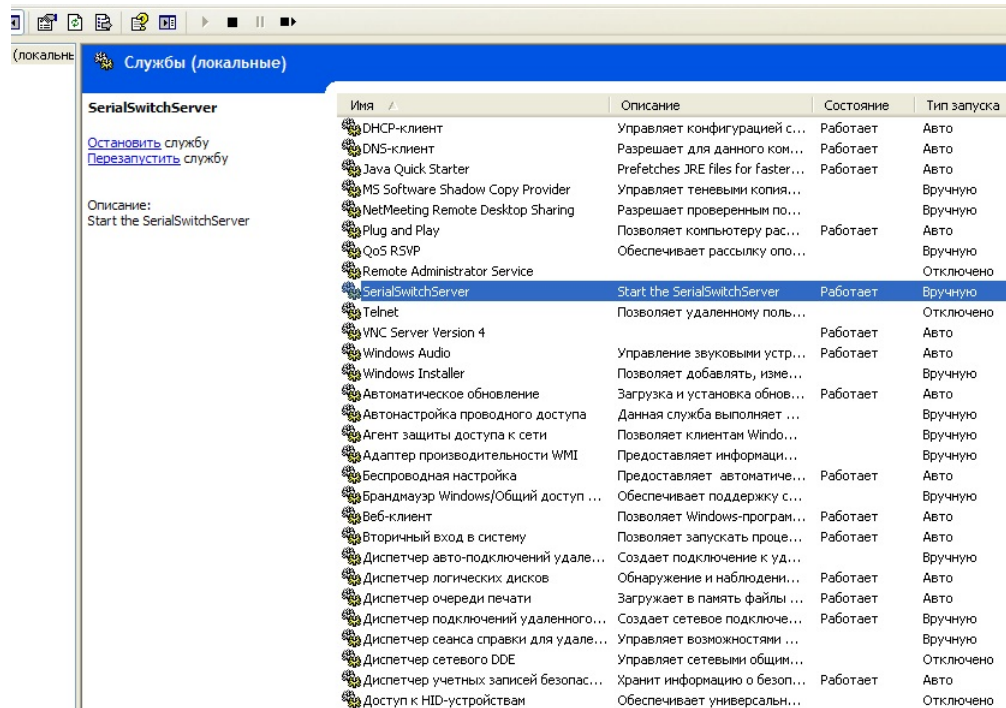 (локальне
Службы (локальные)
SerialSwitchServer
Остановить службу
Перезапустить службу
Описание:
Start the SerialSwitchServer
Имя Описание Состояние Тип запуска
DHCP-клиент Управляет конфигурацией с... Работает Авто
DNS-клиент Разрешает для данного ком... Работает Авто
Java Quick Starter Prefetches JRE files for faster... Работает Авто
MS Software Shadow Copy Provider Управляет теневыми копия... Вручную
NetMeeting Remote Desktop Sharing Разрешает проверенным по... Вручную
Plug and Play Позволяет компьютеру рас... Работает Авто
QoS RSVP Обеспечивает рассылку опо... Вручную
Remote Administrator Service Отключено
SerialSwitchServer Start the SerialSwitchServer Работает Вручную
Telnet Позволяет удаленному поль... Отключено
VNC Server Version 4 Работает Авто
Windows Audio Управление звуковыми устр... Работает Авто
Windows Installer Позволяет добавлять, изме... Вручную
Автоматическое обновление Загрузка и установка обнов... Работает Авто
Автонастройка проводного доступа Данная служба выполняет ... Вручную
Агент защиты доступа к сети Позволяет клиентам Windo... Вручную
Адаптер производительности WMI Предоставляет информаци... Вручную
Беспроводная настройка Предоставляет автоматиче... Работает Авто
Брандмауэр Windows/Общий доступ ... Обеспечивает поддержку с... Вручную
Веб-клиент Позволяет Windows-програм... Работает Авто
Вторичный вход в систему Позволяет запускать проце... Работает Авто
Диспетчер авто-подключений удале... Создает подключение к уд... Вручную
Диспетчер логических дисков Обнаружение и наблюдени... Работает Авто
Диспетчер очереди печати Загружает в память файлы ... Работает Авто
Диспетчер подключений удаленного... Создает сетевое подключе... Работает Вручную
Диспетчер сеанса справки для удале... Управляет возможностями ... Вручную
Диспетчер сетевого DDE Управляет сетевыми общим... Отключено
Диспетчер учетных записей безопас... Хранит информацию о безоп... Работает Авто
Доступ к HID-устройствам Обеспечивает универсальн... Отключено